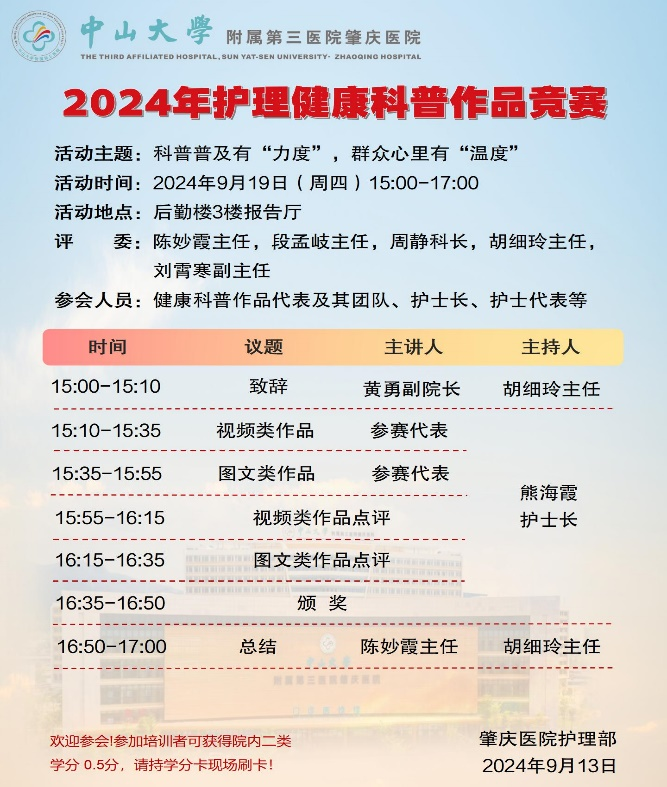 中山大學 附属第三医院肇庆医院
THE THIRD AFFILIATED HOSPITAL, SUN YAT-SEN UNIVERSITY- ZHAOQING HOSPITAL
2024年护理健康科普作品竞赛
活动主题：科普普及有“力度”，群众心里有“温度”
活动时间：2024年9月19日（周四）15:00-17:00
活动地点：后勤楼3楼报告厅
评 委：陈妙霞主任，段孟岐主任，周静科长，胡细玲主任，
刘霄寒副主任
参会人员：健康科普作品代表及其团队、护士长、护士代表等
时间 议题 主讲人 主持人
15:00-15:10 致辞 黄勇副院长 胡细玲主任
15:10-15:35 视频类作品 参赛代表
15:35-15:55 图文类作品 参赛代表
熊海霞
护士长
15:55-16:15 视频类作品点评
16:15-16:35 图文类作品点评
16:35-16:50 颁 奖
16:50-17:00 总结 陈妙霞主任 胡细玲主任
中山大學
附属第三医院肇庆医院
欢迎参会!参加培训者可获得院内二类
学分 0.5分，请持学分卡现场刷卡！
肇庆医院护理部
2024年9月13日